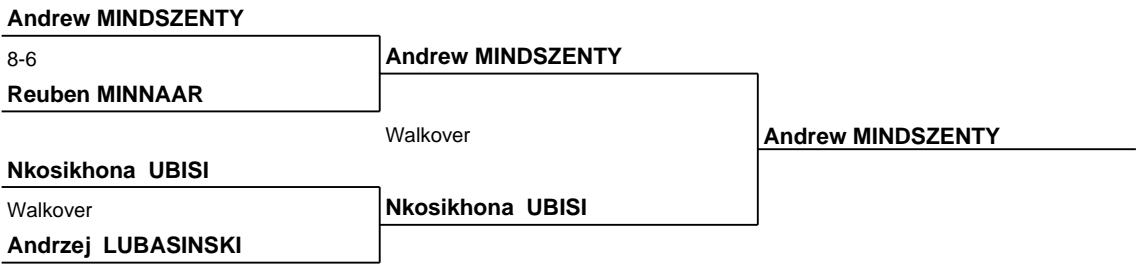 Andrew MINDSZENTY
8-6
Andrew MINDSZENTY
Reuben MINNAAR
Walkover
Andrew MINDSZENTY
Nkosikhona UBISI
Walkover
Nkosikhona UBISI
Andrzej LUBASINSKI